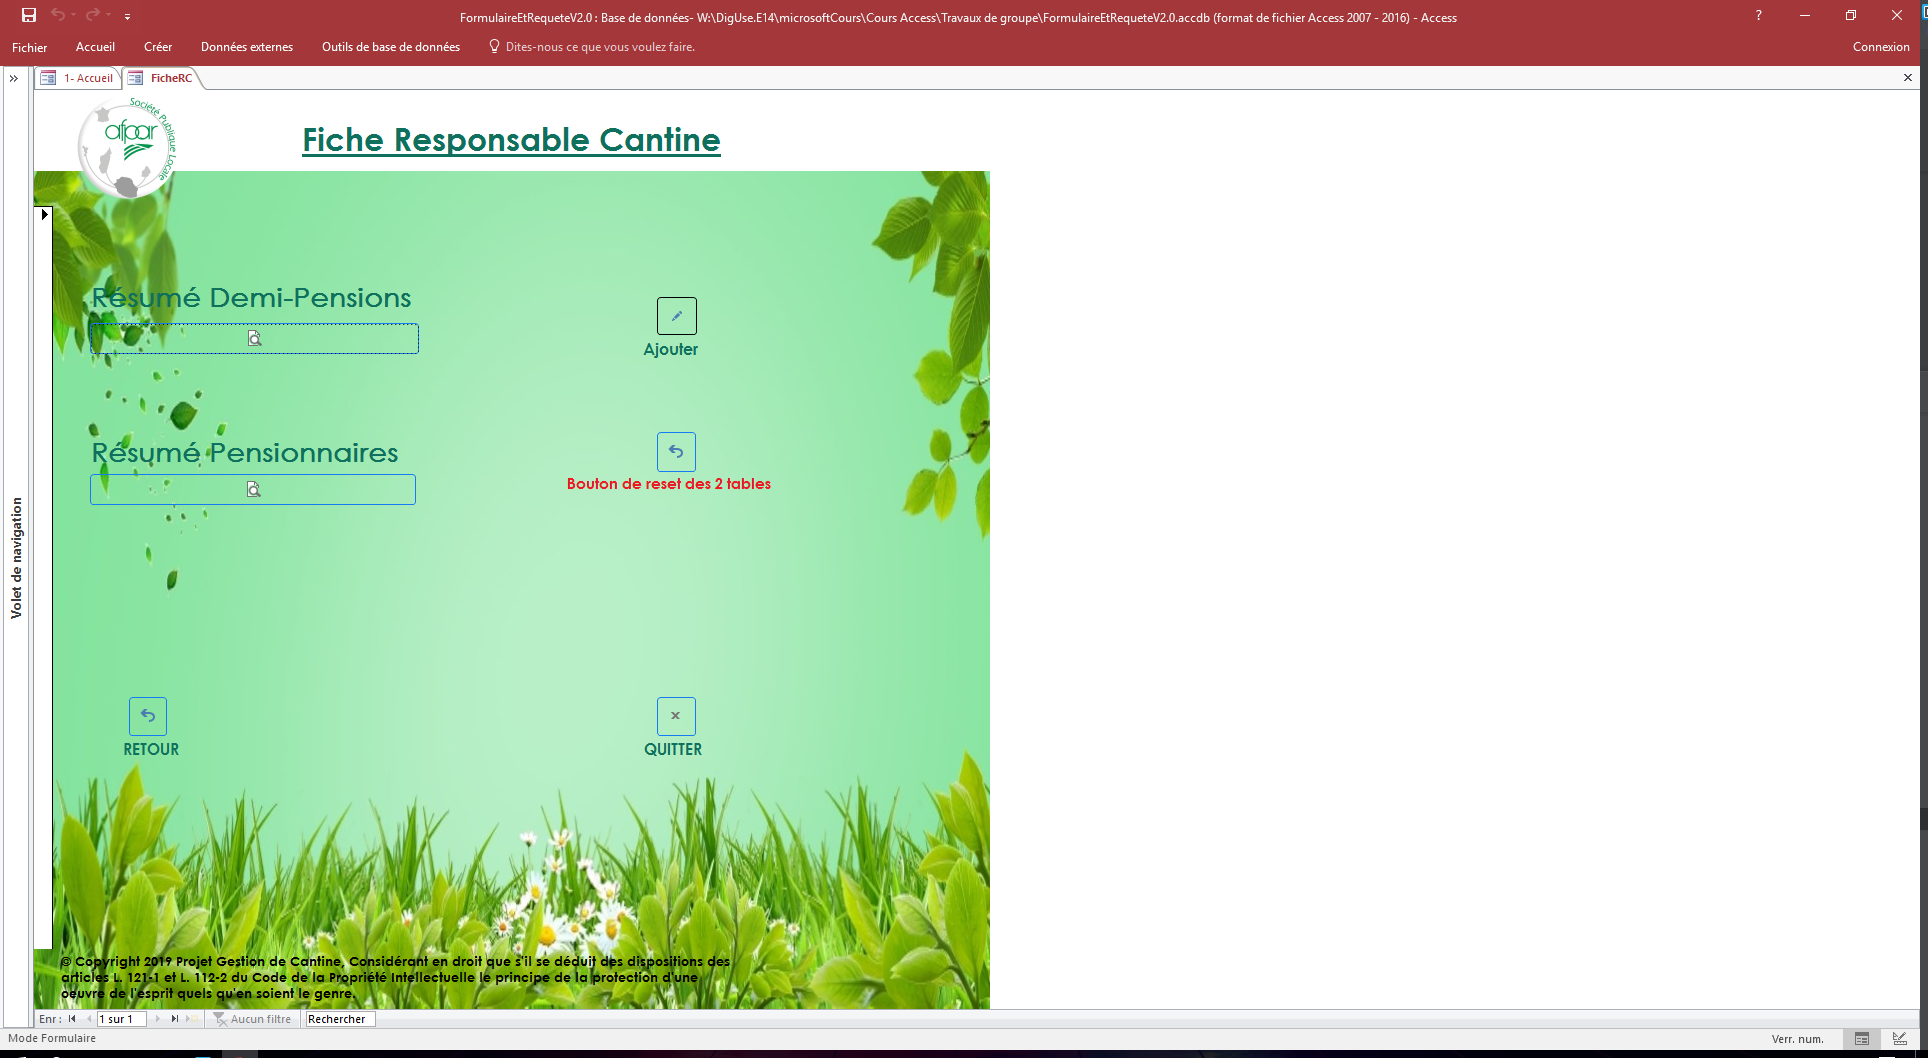 FormulaireEtRequeteV2.0 : Base de données- W:\DigUse.E14\microsoftCours\Cours Access\Travaux de groupe\FormulaireEtRequeteV2.0.accdb (format de fichier Access 2007 - 2016) - Access
Fichier Accueil Créer Données externes Outils de base de données Dites-nous ce que vous voulez faire. Connexion
1- Accueil FicheRC
afpar
Société Publique Locale
Fiche Responsable Cantine
Résumé Demi-Pensions
Ajouter
Résumé Pensionnaires
Bouton de reset des 2 tables
Volet de navigation
RETOUR QUITTER
© Copyright 2019 Projet Gestion de Cantine, Considérant en droit que s'il se déduit des dispositions des
articles L. 121-1 et L. 112-2 du Code de la Propriété Intellectuelle le principe de la protection d'une
oeuvre de l'esprit quels qu'en soient le genre.
Enr : 1 sur 1 Aucun filtre Rechercher
Mode Formulaire Verr. num.